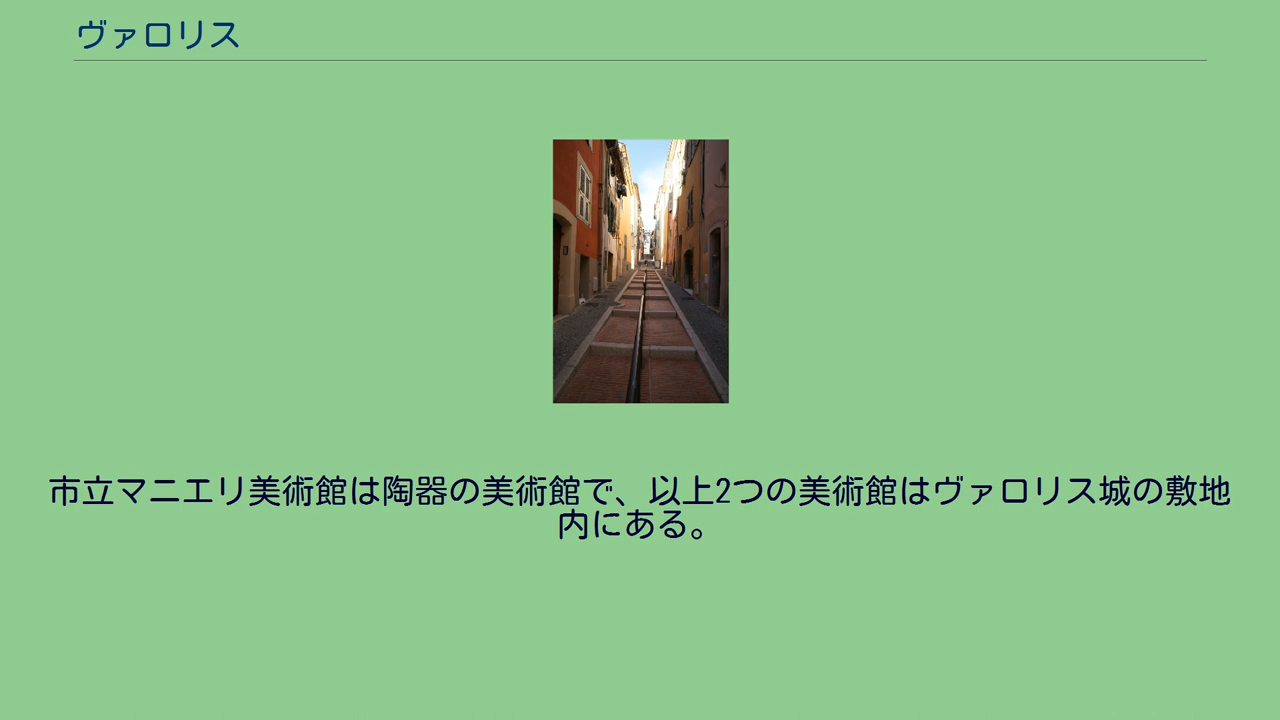 ヴァロリス
市立マニエリ美術館は陶器の美術館で、以上2つの美術館はヴァロリス城の敷地
内にある。